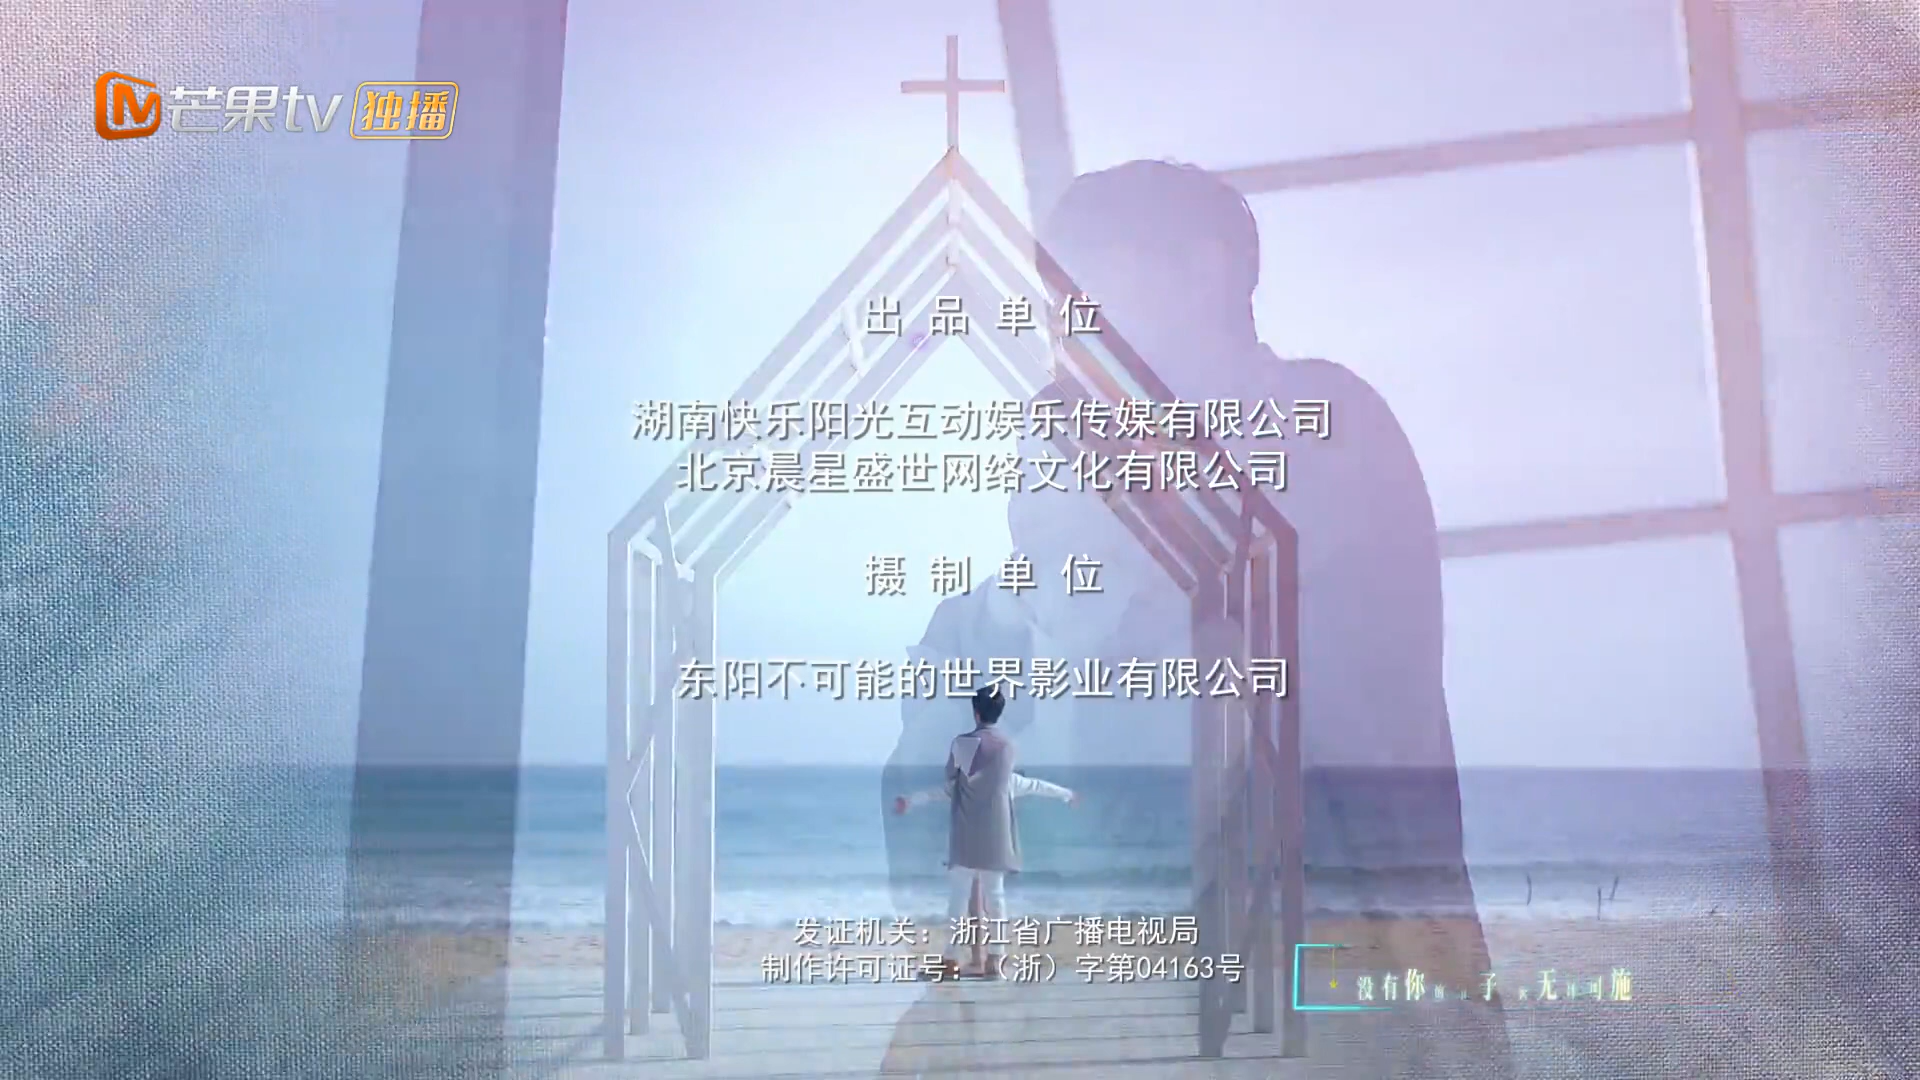 芒果tv 独播
出品单位
湖南快乐阳光互动娱乐传媒有限公司
北京晨星盛世网络文化有限公司
摄制单位
东阳不可能的世界影业有限公司
发证机关：浙江省广播电视局
制作许可证号：（浙）字第04163号
没有你的 子 无 可施